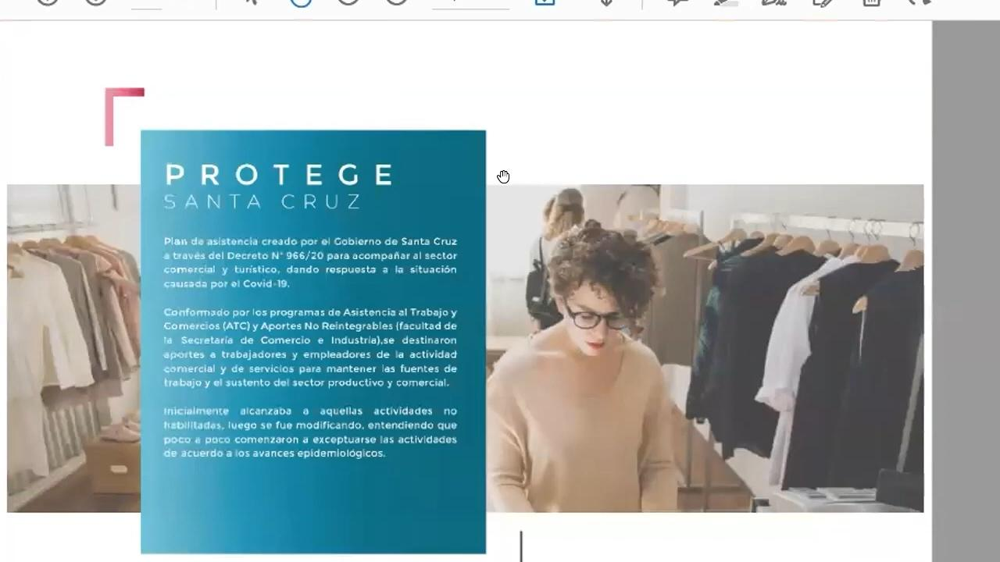 PROTEGE
SANTA CRUZ
Plan de asistencia creado por el Gobierno de Santa Cruz
a través del Decreto N° 966/20 para acompañar al sector
comercial y turístico, dando respuesta a la situación
causada por el Covid-19.
Conformado por los programas de Asistencia al Trabajo y
Comercios (ATC) y Aportes No Reintegrables (facultad de
la Secretaría de Comercio e Industria),se destinaron
aportes a trabajadores y empleadores de la actividad
comercial y de servicios para mantener las fuentes de
trabajo y el sustento del sector productivo y comercial.
Inicialmente alcanzaba a aquellas actividades no
habilitadas, luego se fue modificando, entendiendo que
poco a poco comenzaron a exceptuarse las actividades
de acuerdo a los avances epidemiológicos.